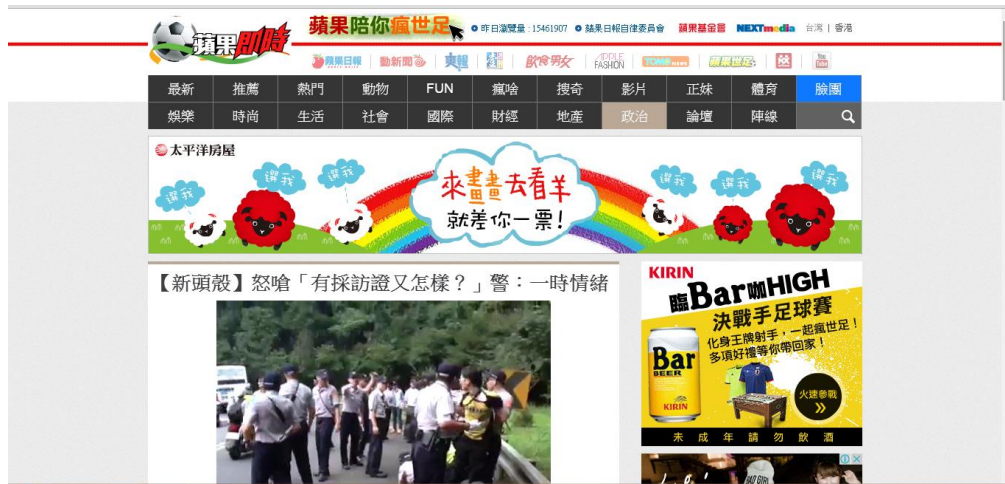 蘋果即時
蘋果陪你瘋世足
昨日瀏覽量 : 15461907
蘋果日報自律委員會
蘋果基金會
NEXTmedia
台灣 | 香港
蘋果日報
動新聞
爽報
飲食男女
APPLE FASHION
TOMO NEWS
蘋果世足
You Tube
最新 推薦 熱門 動物 FUN 瘋啥 搜奇 影片 正妹 體育 臉團
娛樂 時尚 生活 社會 國際 財經 地產 政治 論壇 陣線
太平洋房屋
選我 選我 選我
來畫畫去看羊
就差你一票!
選我 選我 選我
【新頭殼】怒嗆「有採訪證又怎樣？」警：一時情緒
KIRIN
臨Bar咖HIGH
決戰手足球賽
化身王牌射手，一起瘋世足！
多項好禮等你帶回家！
Bar
BEER
KIRIN
火速參戰
未成年請勿飲酒
BAD GIRL